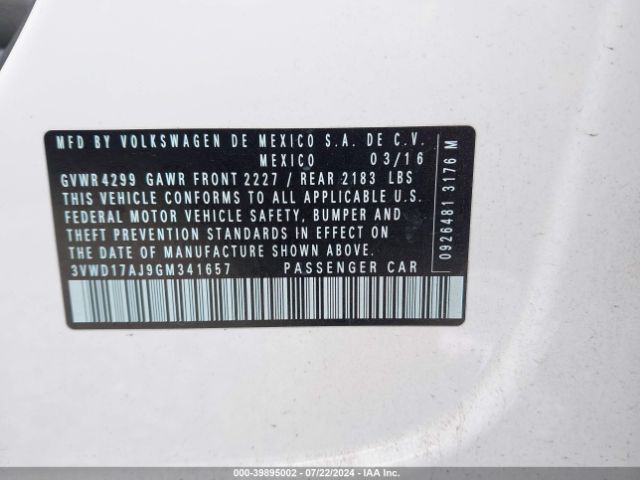 MFD BY VOLKSWAGEN DE MEXICO S.A. DE C.V.
MEXICO 03/16
GVWR 4299 GAWR FRONT 2227 / REAR 2183 LBS
THIS VEHICLE CONFORMS TO ALL APPLICABLE U.S.
FEDERAL MOTOR VEHICLE SAFETY, BUMPER AND
THEFT PREVENTION STANDARDS IN EFFECT ON
THE DATE OF MANUFACTURE SHOWN ABOVE.
3VWD17AJ9GM341657 PASSENGER CAR
0926481 3176 M
000-39895002 - 07/22/2024 - IAA Inc.